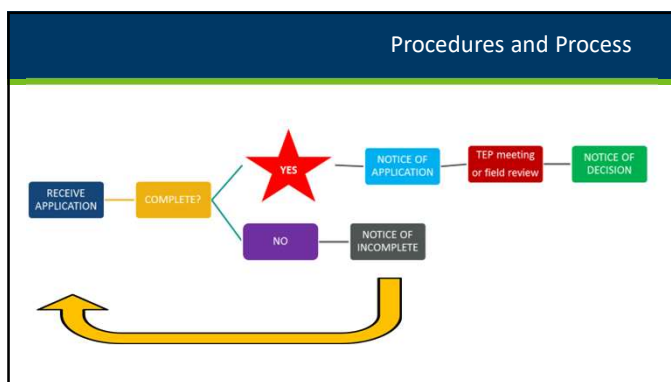 Procedures and Process
RECEIVE
APPLICATION
COMPLETE?
YES
NOTICE OF
APPLICATION
TEP meeting
or field review
NOTICE OF
DECISION
NO
NOTICE OF
INCOMPLETE